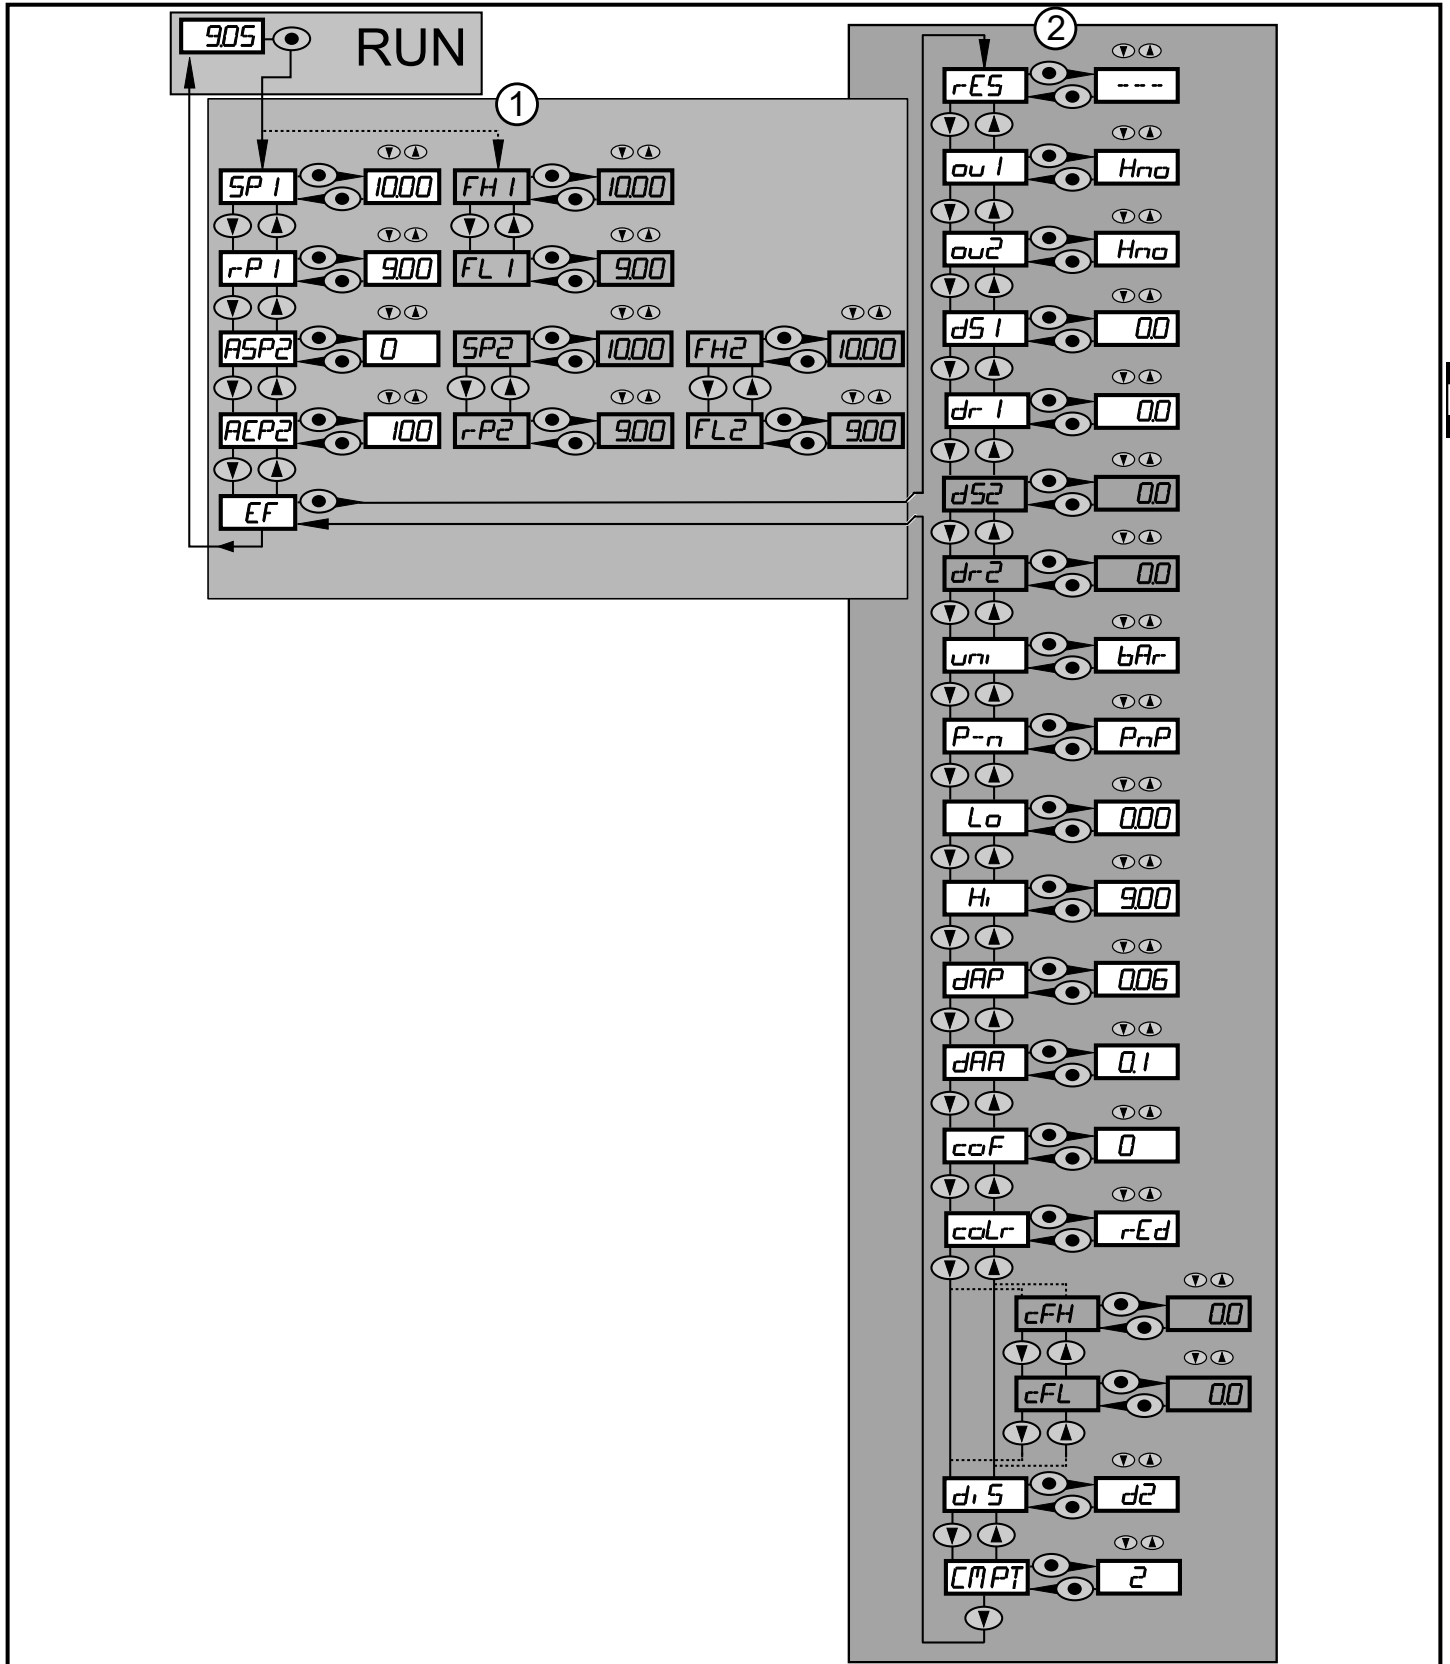 9.05 RUN
1
SP1 10.00 FH1 10.00
rP1 9.00 FL1 9.00
ASP2 0 SP2 10.00 FH2 10.00
AEP2 100 rP2 9.00 FL2 9.00
EF
2
rES ---
ou1 Hno
ou2 Hno
dS1 0.0
dr1 0.0
dS2 0.0
dr2 0.0
uni bAr
P-n PnP
Lo 0.00
Hi 9.00
dAP 0.06
dAA 0.1
coF 0
coLr rEd
cFH 0.0
cFL 0.0
diS d2
CMPT 2